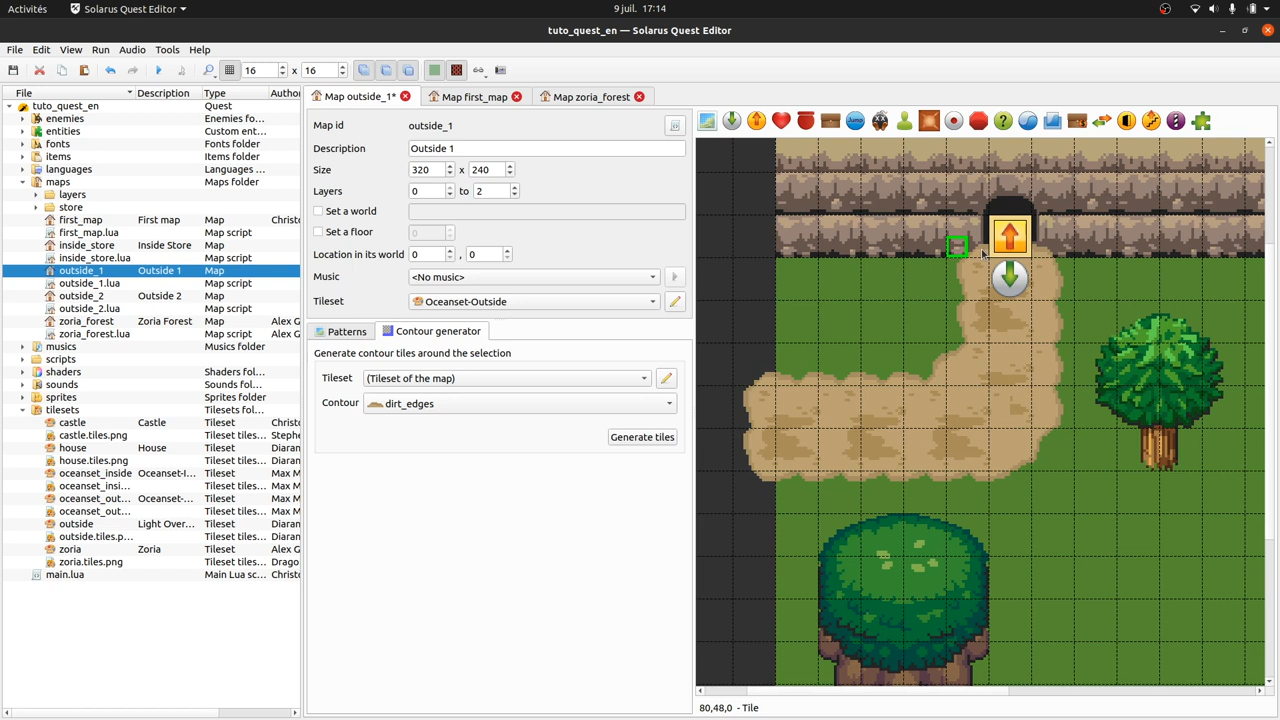 Activités
Solarus Quest Editor
9 juil. 17:14
tuto_quest_en — Solarus Quest Editor
File Edit View Run Audio Tools Help
16 x 16
File Description Type Author
tuto_quest_en Quest
enemies Enemies fo...
entities Custom ent...
fonts Fonts folder
items Items folder
languages Languages ...
maps Maps folder
layers Folder
store Folder
first_map First map Map Christo
first_map.lua Map script
inside_store Inside Store Map
inside_store.lua Map script
outside_1 Outside 1 Map
outside_1.lua Map script
outside_2 Outside 2 Map
outside_2.lua Map script
zoria_forest Zoria Forest Map Alex G
zoria_forest.lua Map script
musics Musics folder
scripts Folder
shaders Shaders fol...
sounds Sounds fol...
sprites Sprites folder
tilesets Tilesets fol...
castle Castle Tileset Christo
castle.tiles.png Tileset tiles... Stephe
house House Tileset Diaran
house.tiles.png Tileset tiles... Diaran
oceanset_inside Oceanset-I... Tileset Max M
oceanset_insi... Tileset tiles... Max M
oceanset_out... Oceanset-... Tileset Max M
oceanset_ou... Tileset tiles... Max M
outside Light Over... Tileset Diaran
outside.tiles.p... Tileset tiles... Diaran
zoria Zoria Tileset Alex G
zoria.tiles.png Tileset tiles... Diaran
main.lua Main Lua sc... Christo
Map outside_1* Map first_map Map zoria_forest
Map id outside_1
Description Outside 1
Size 320 x 240
Layers 0 to 2
Set a world
Set a floor 0
Location in its world 0 , 0
Music <No music>
Tileset Oceanset-Outside
Patterns Contour generator
Generate contour tiles around the selection
Tileset (Tileset of the map)
Contour dirt_edges
Generate tiles
Jump
80,48,0 - Tile